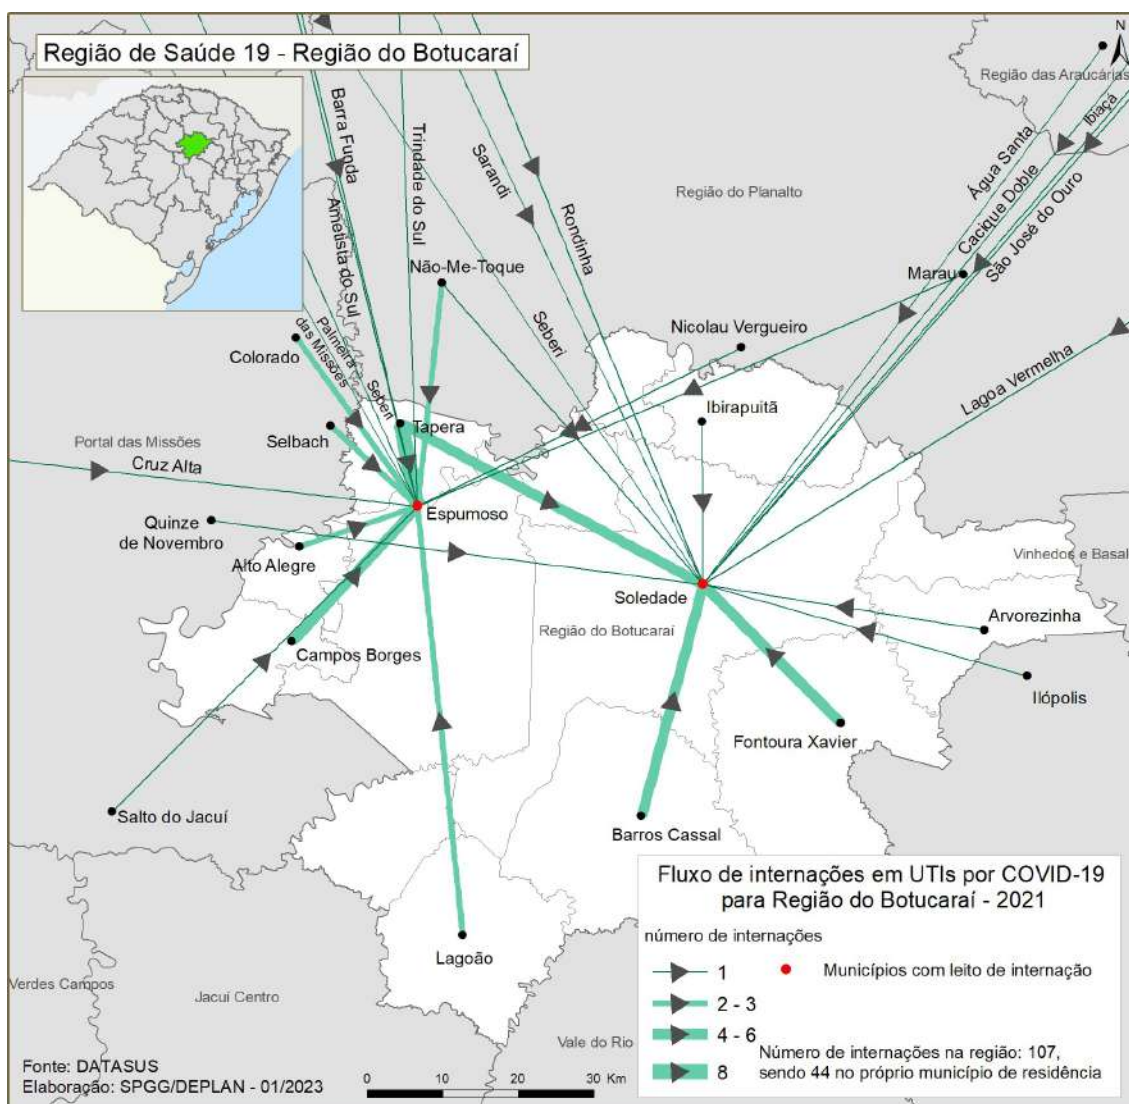 Região de Saúde 19 - Região do Botucaraí
N
Região das Araucárias
Barra Funda
Trindade do Sul
Sarandi
Rondinha
Região do Planalto
Água Santa
Ibiaçá
Cacique Doble
São José do Ouro
Ametista do Sul
Não-Me-Toque
Marau
Palmeira
das Missões
Seberi
Nicolau Vergueiro
Colorado
Seberi
Lagoa Vermelha
Ibirapuitã
Portal das Missões
Selbach
Tapera
Cruz Alta
Espumoso
Quinze
de Novembro
Alto Alegre
Vinhedos e Basal
Soledade
Arvorezinha
Região do Botucaraí
Campos Borges
Ilópolis
Fontoura Xavier
Salto do Jacuí
Barros Cassal
Lagoão
Verdes Campos
Jacuí Centro
Vale do Rio
Fluxo de internações em UTIs por COVID-19
para Região do Botucaraí - 2021
número de internações
1
Municípios com leito de internação
2 - 3
4 - 6
8
Número de internações na região: 107,
sendo 44 no próprio município de residência
Fonte: DATASUS
Elaboração: SPGG/DEPLAN - 01/2023
0 10 20 30 Km